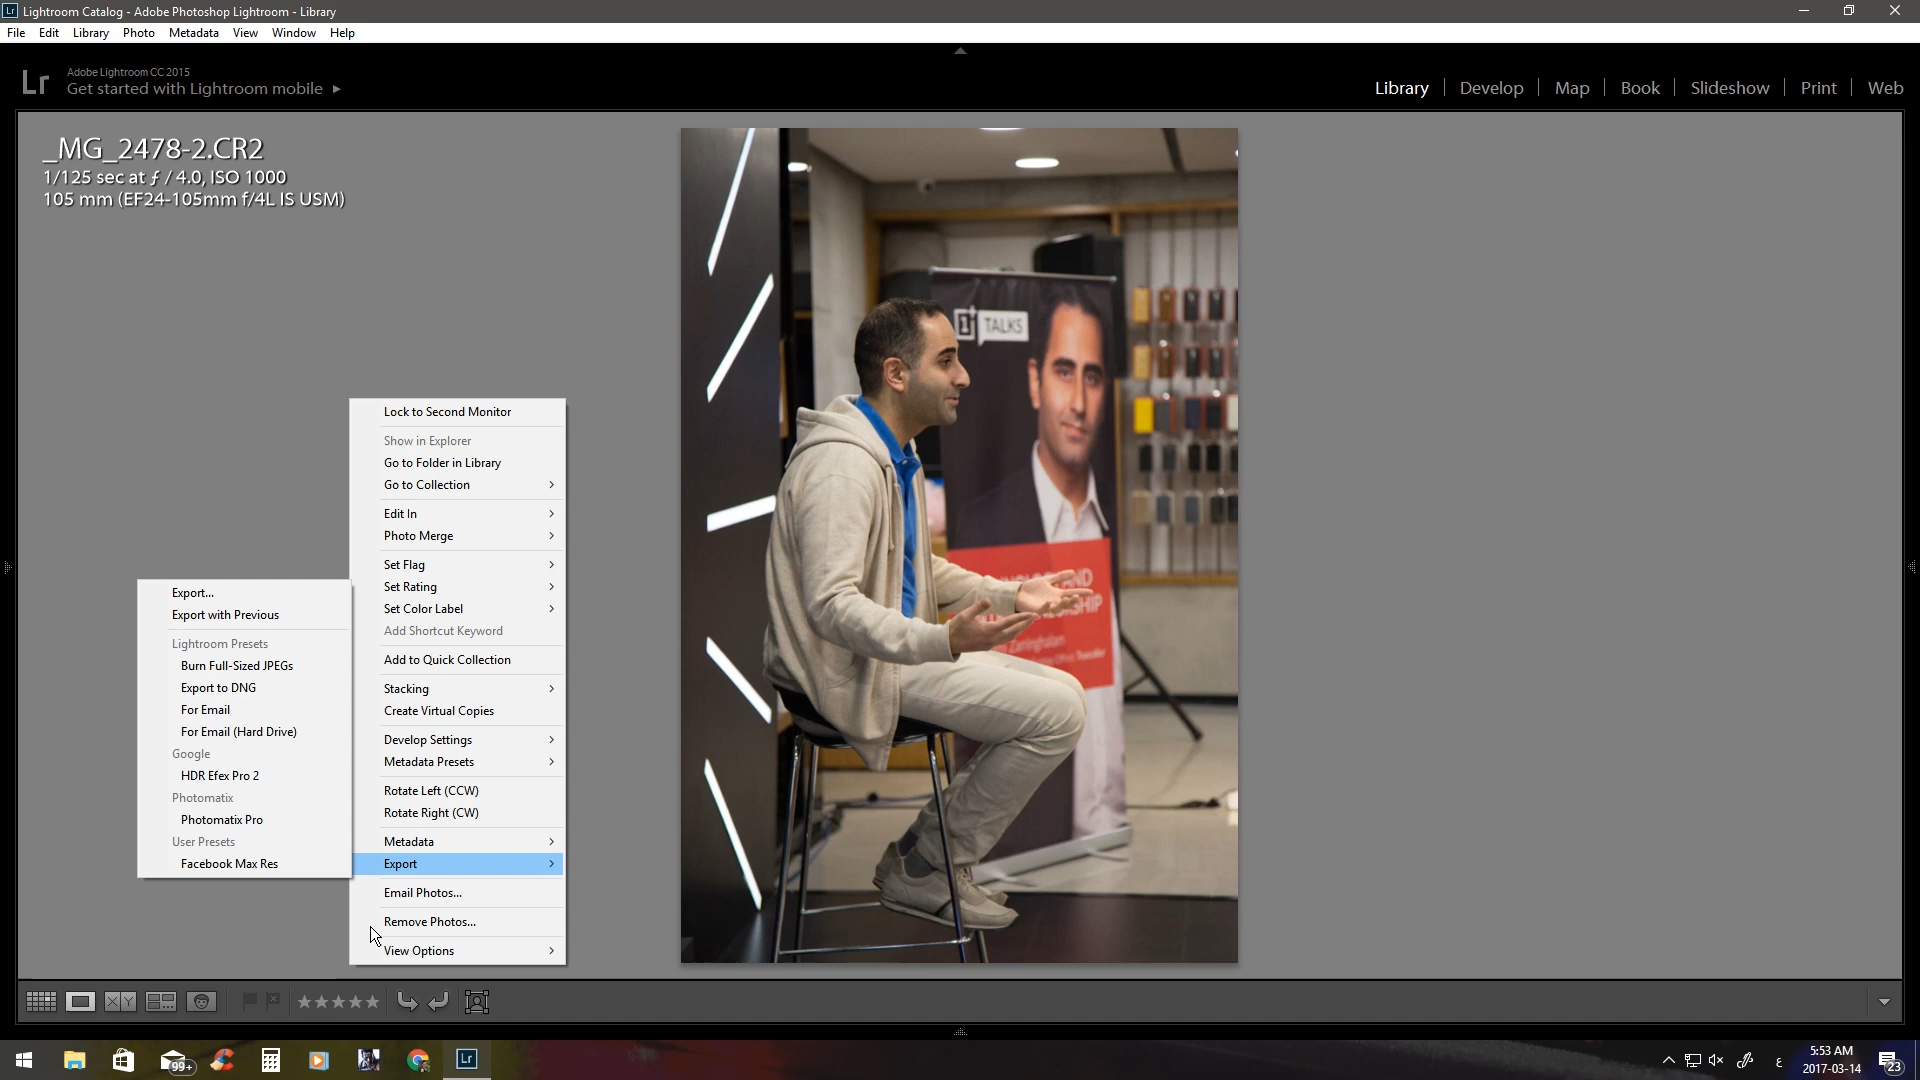 Lr Lightroom Catalog - Adobe Photoshop Lightroom - Library
File Edit Library Photo Metadata View Window Help
Lr
Adobe Lightroom CC 2015
Get started with Lightroom mobile
Library Develop Map Book Slideshow Print Web
_MG_2478-2.CR2
1/125 sec at ƒ / 4.0, ISO 1000
105 mm (EF24-105mm f/4L IS USM)
TALKS
Lock to Second Monitor
Show in Explorer
Go to Folder in Library
Go to Collection
Edit In
Photo Merge
Set Flag
Set Rating
Set Color Label
Add Shortcut Keyword
Add to Quick Collection
Stacking
Create Virtual Copies
Develop Settings
Metadata Presets
Rotate Left (CCW)
Rotate Right (CW)
Metadata
Export
Email Photos...
Remove Photos...
View Options
Export...
Export with Previous
Lightroom Presets
Burn Full-Sized JPEGs
Export to DNG
For Email
For Email (Hard Drive)
Google
HDR Efex Pro 2
Photomatix
Photomatix Pro
User Presets
Facebook Max Res
X Y
99+
Lr
ع
5:53 AM
2017-03-14
23